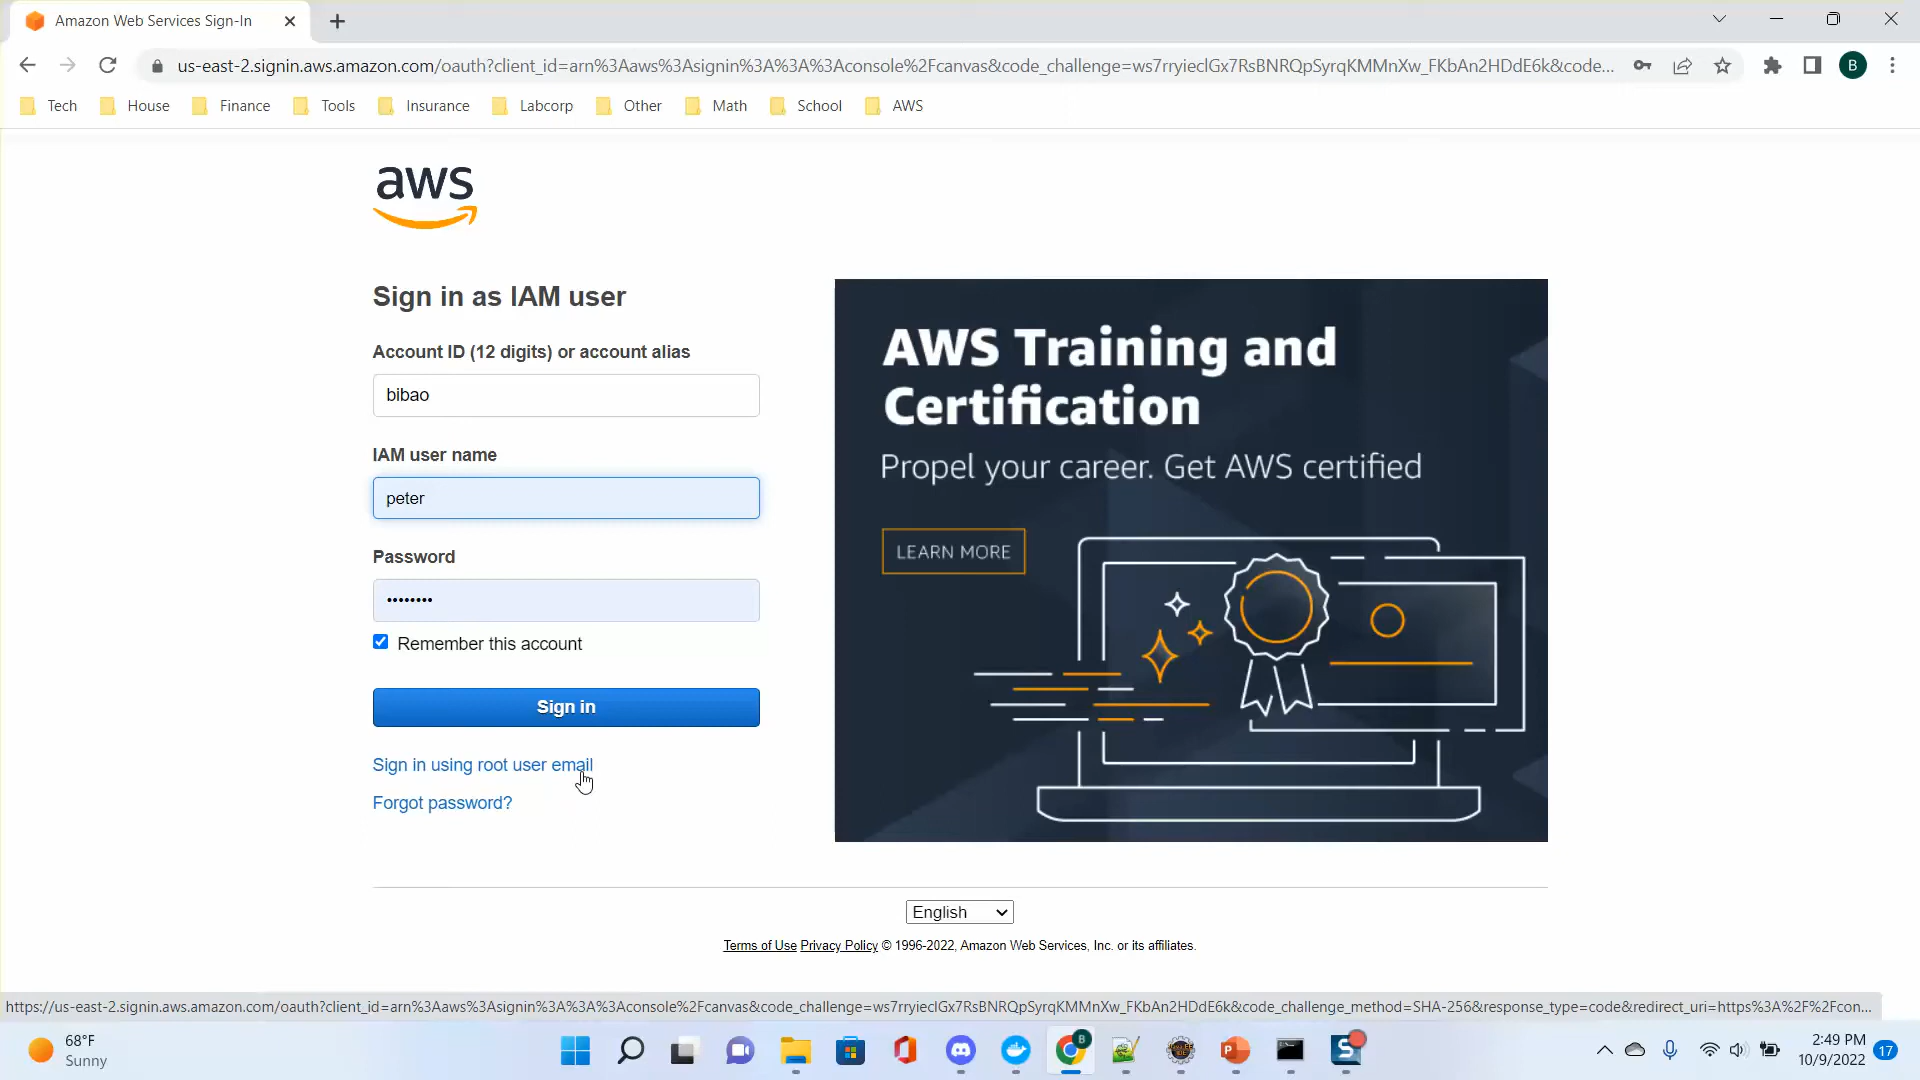 Amazon Web Services Sign-In
us-east-2.signin.aws.amazon.com/oauth?client_id=arn%3Aaws%3Asignin%3A%3A%3Aconsole%2Fcanvas&code_challenge=ws7rryieclGx7RsBNRQpSyrqKMMnXw_FKbAn2HDdE6k&code...
B
Tech
House
Finance
Tools
Insurance
Labcorp
Other
Math
School
AWS
aws
Sign in as IAM user
Account ID (12 digits) or account alias
bibao
IAM user name
peter
Password
••••••••
Remember this account
Sign in
Sign in using root user email
Forgot password?
AWS Training and
Certification
Propel your career. Get AWS certified
LEARN MORE
English
Terms of Use Privacy Policy © 1996-2022, Amazon Web Services, Inc. or its affiliates.
https://us-east-2.signin.aws.amazon.com/oauth?client_id=arn%3Aaws%3Asignin%3A%3A%3Aconsole%2Fcanvas&code_challenge=ws7rryieclGx7RsBNRQpSyrqKMMnXw_FKbAn2HDdE6k&code_challenge_method=SHA-256&response_type=code&redirect_uri=https%3A%2F%2Fcon...
68°F
Sunny
B
S
2:49 PM
10/9/2022
17